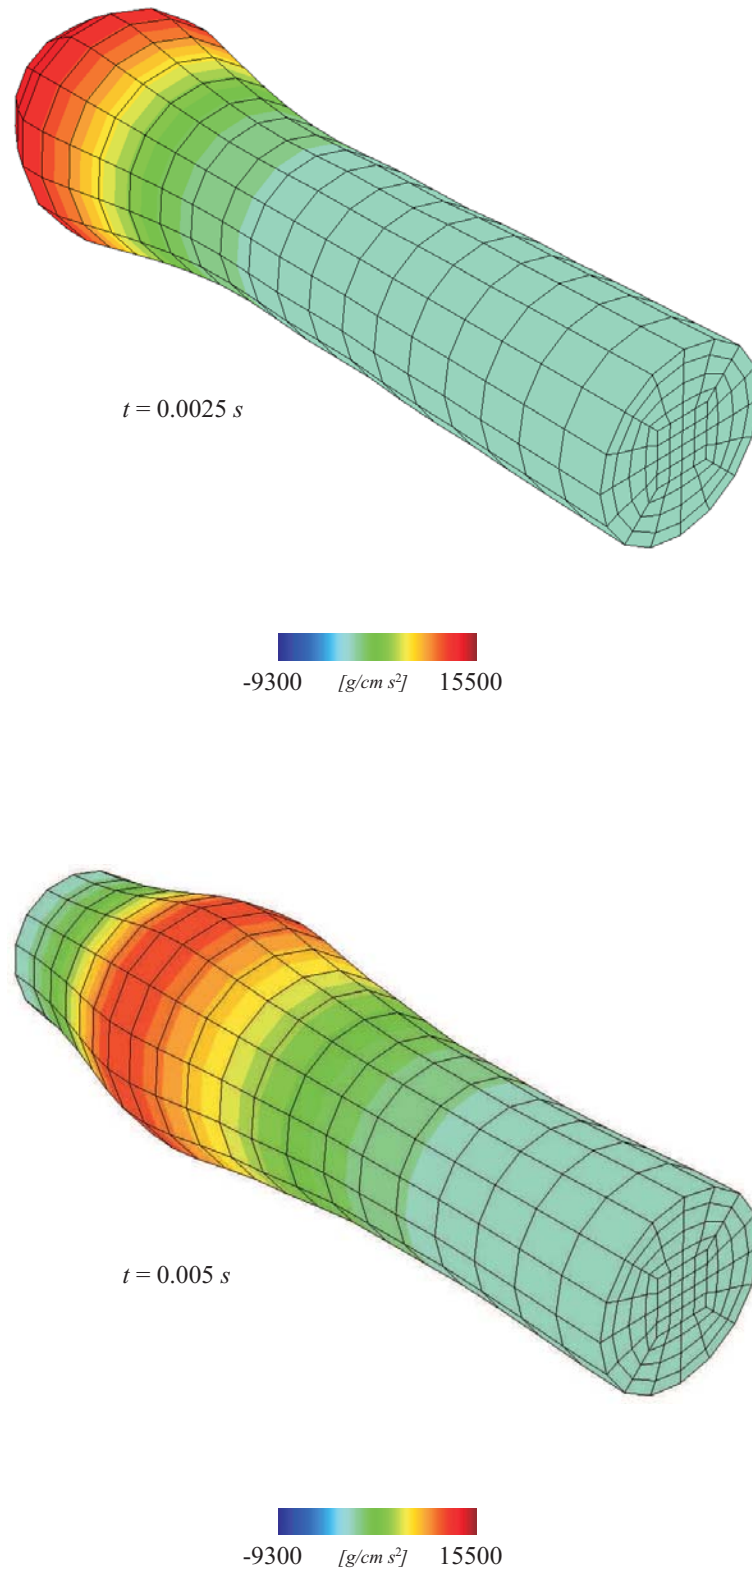 t = 0.0025 s
-9300 [g/cm s²] 15500
t = 0.005 s
-9300 [g/cm s²] 15500